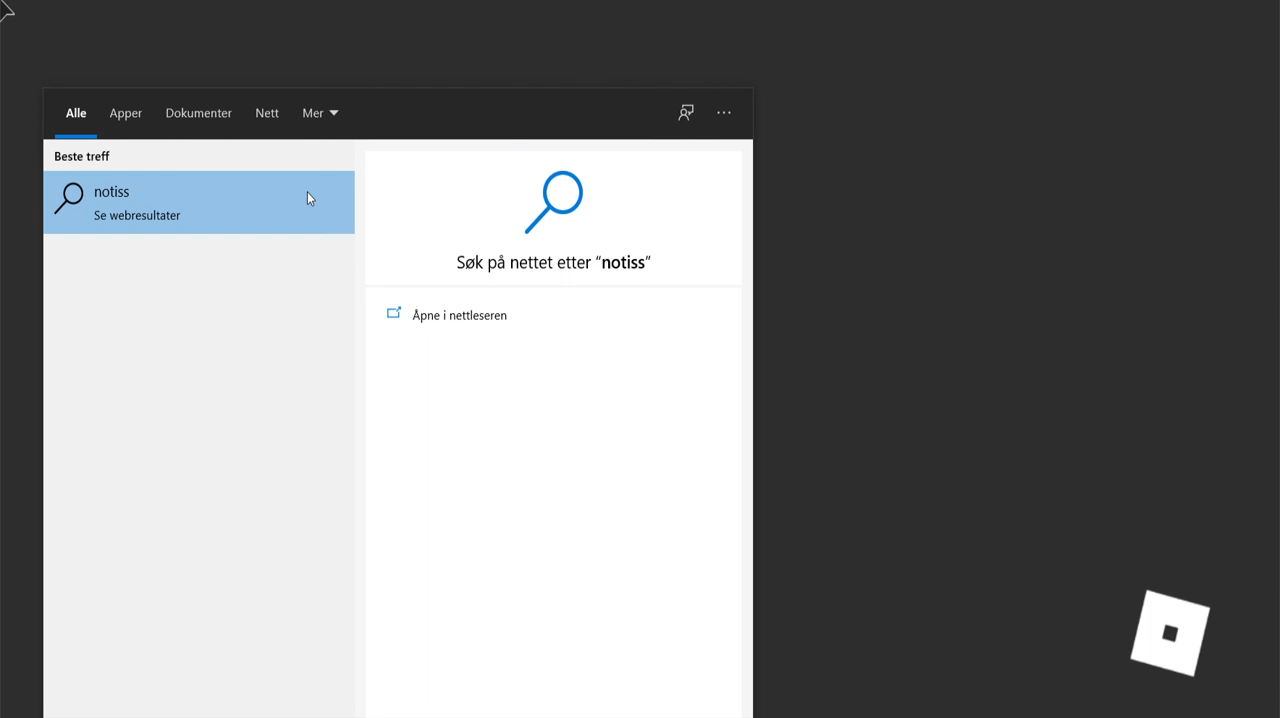 Alle Apper Dokumenter Nett Mer
Beste treff
notiss
Se webresultater
Søk på nettet etter “notiss”
Åpne i nettleseren